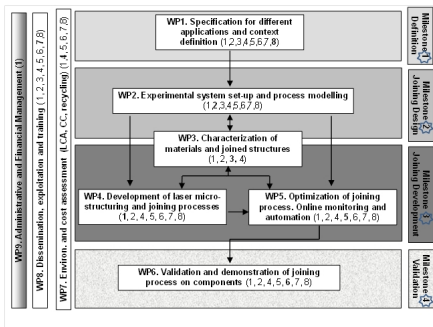 WP9. Administrative and Financial Management (1)
WP8. Dissemination, exploitation and training (1, 2, 3, 4, 5, 6, 7,8)
WP7. Environ. and cost assessment (LCA, CC, recycling) (1,4, 5, 6, 7,8)
WP1. Specification for different
applications and context
definition (1,2,3,4,5,6,7,8)
WP2. Experimental system set-up and process modelling
(1,2,3,4,5,6,7,8)
WP3. Characterization of
materials and joined structures
(1, 2, 3, 4)
WP4. Development of laser micro-
structuring and joining processes
(1, 2, 4, 5, 6, 7, 8)
WP5. Optimization of joining
process. Online monitoring and
automation (1, 2, 4, 5, 6, 7, 8)
WP6. Validation and demonstration of joining
process on components (1, 2, 4, 5, 6, 7, 8)
Milestone 1
Definition
Milestone 2
Joining Design
Milestone 3
Joining Development
Milestone 4
Validation